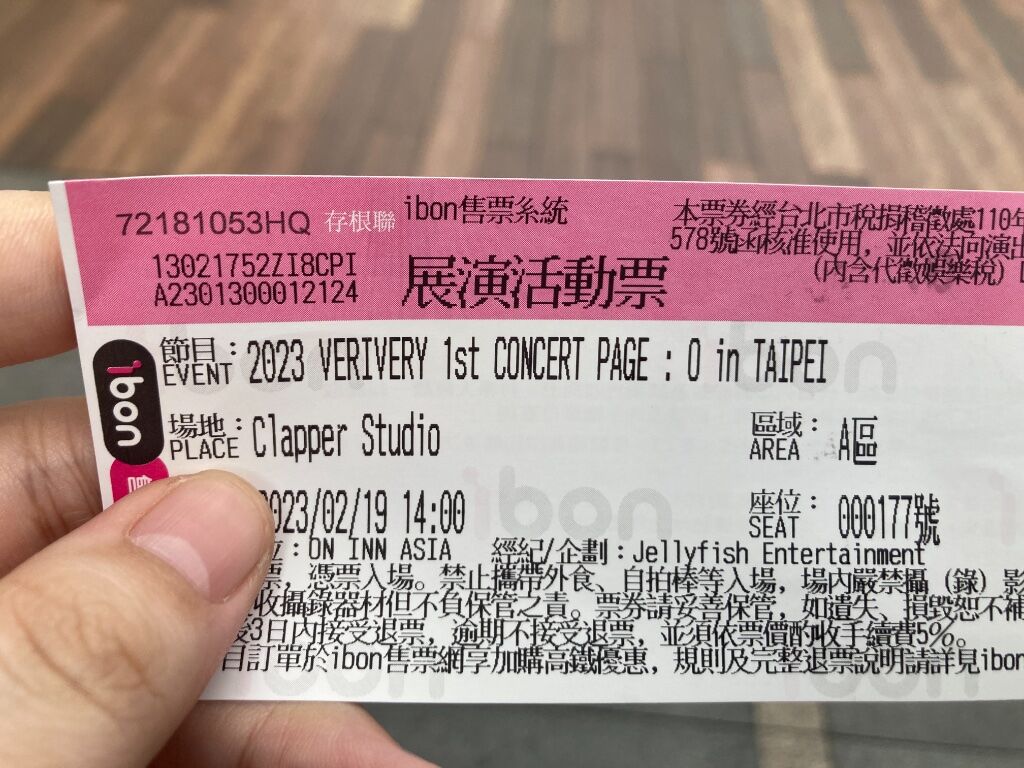 72181053HQ 存根聯 ibon售票系統
本票券經台北市稅捐稽徵處110年
578號函核准使用，並依法向演出
(內含代徵娛樂稅)
13021752ZI8CPI
A2301300012124
展演活動票
ibon
節目：2023 VERIVERY 1st CONCERT PAGE : O in TAIPEI
EVENT
場地：Clapper Studio
PLACE
區域：A區
AREA
023/02/19 14:00
座位：000177號
SEAT
位：ON INN ASIA 經紀/企劃：Jellyfish Entertainment
票，憑票入場。禁止攜帶外食、自拍棒等入場，場內嚴禁攝（錄）影
收攝錄器材但不負保管之責。票券請妥善保管，如遺失、損毀恕不補
後3日內接受退票，逾期不接受退票，並須依票價酌收手續費5%。
訂單於ibon售票網享加購高鐵優惠，規則及完整退票說明請詳見ibon